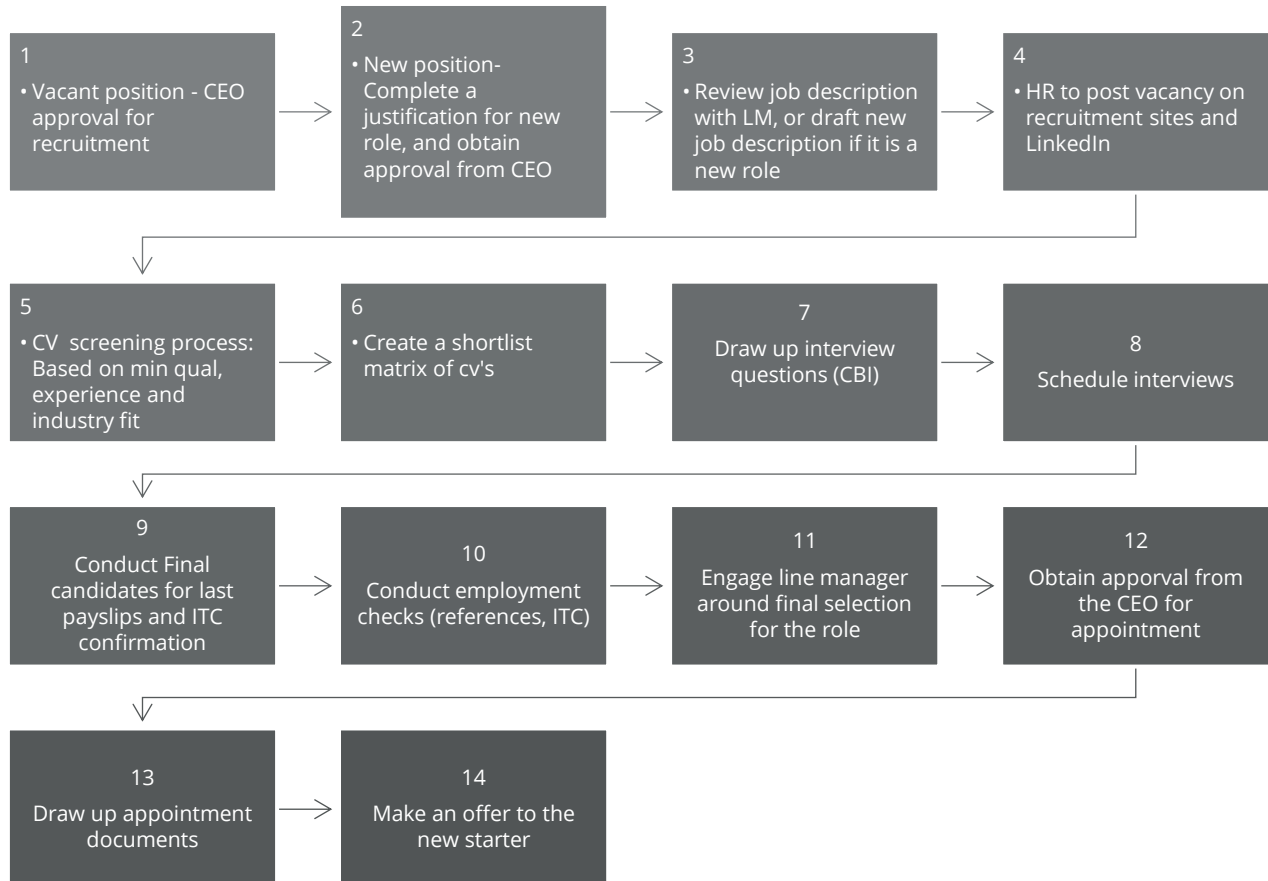 1
• Vacant position - CEO
approval for
recruitment
2
• New position-
Complete a
justification for new
role, and obtain
approval from CEO
3
• Review job description
with LM, or draft new
job description if it is a
new role
4
• HR to post vacancy on
recruitment sites and
LinkedIn
5
• CV screening process:
Based on min qual,
experience and
industry fit
6
• Create a shortlist
matrix of cv's
7
Draw up interview
questions (CBI)
8
Schedule interviews
9
Conduct Final
candidates for last
payslips and ITC
confirmation
10
Conduct employment
checks (references, ITC)
11
Engage line manager
around final selection
for the role
12
Obtain apporval from
the CEO for
appointment
13
Draw up appointment
documents
14
Make an offer to the
new starter